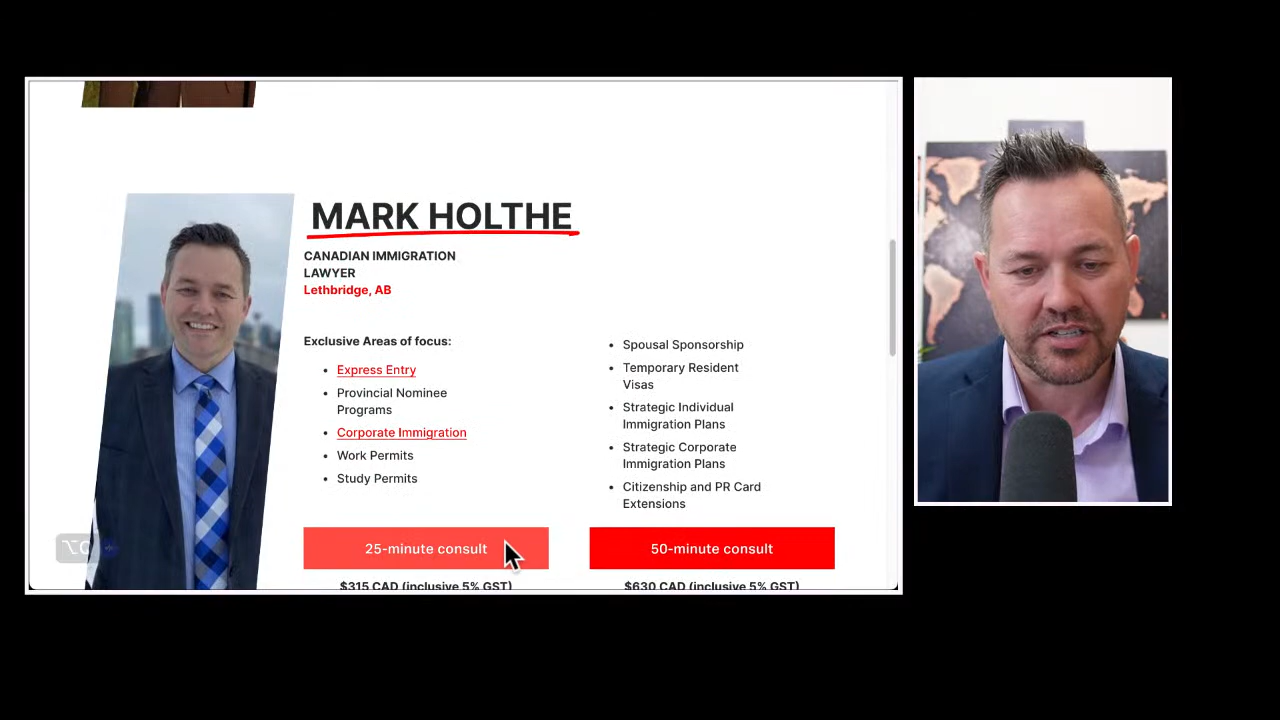 MARK HOLTHE
CANADIAN IMMIGRATION
LAWYER
Lethbridge, AB
Exclusive Areas of focus:
• Express Entry
• Provincial Nominee
Programs
• Corporate Immigration
• Work Permits
• Study Permits
• Spousal Sponsorship
• Temporary Resident
Visas
• Strategic Individual
Immigration Plans
• Strategic Corporate
Immigration Plans
• Citizenship and PR Card
Extensions
25-minute consult
50-minute consult
$315 CAD (inclusive 5% GST)
$630 CAD (inclusive 5% GST)